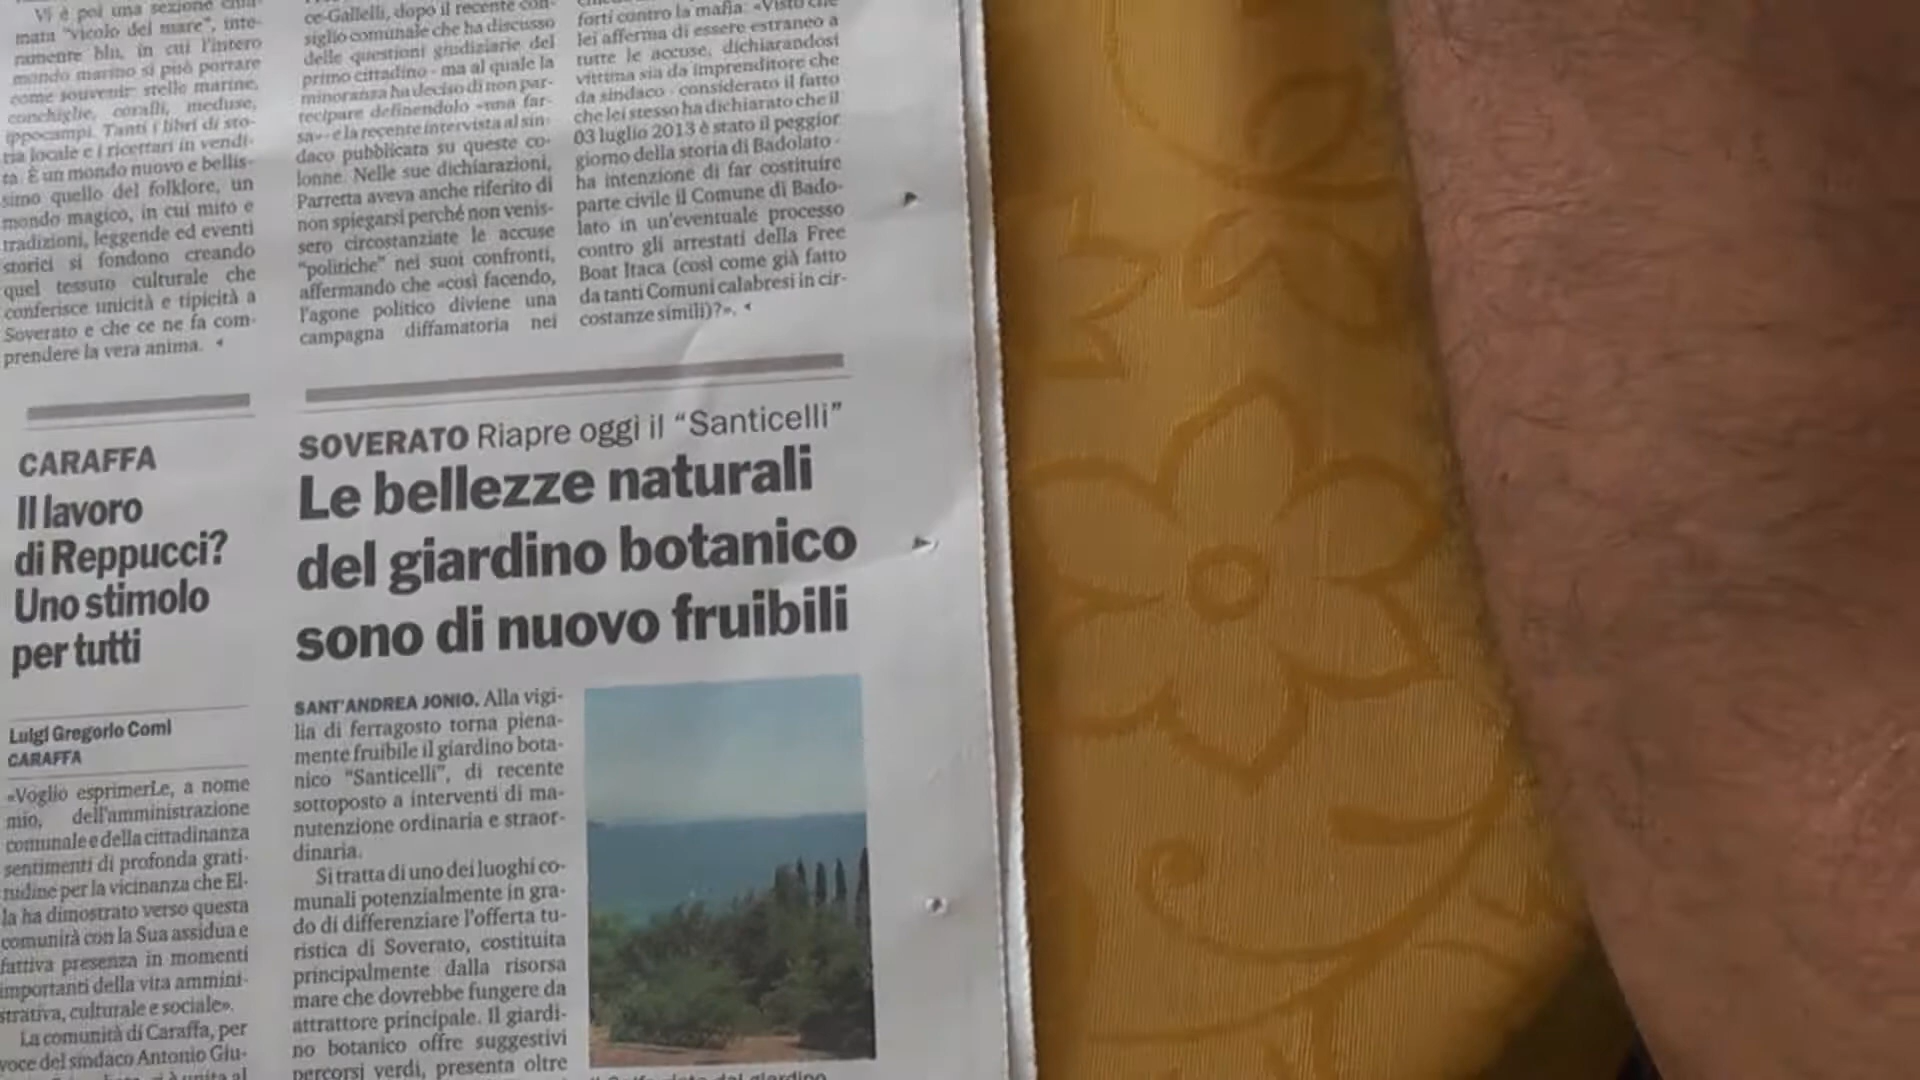 Vi è poi una sezione
mata "vicolo del mare", inte-
ramente blu, in cui l'intero
mondo marino si può portare
come souvenir: stelle marine,
conchiglie, coralli, meduse,
ippocampi. Tanti i libri di sto-
ria locale e i ricettari in vendi-
ta. È un mondo nuovo e bellis-
simo quello del folklore, un
mondo magico, in cui mito e
tradizioni, leggende ed eventi
storici si fondono creando
quel tessuto culturale che
conferisce unicità e tipicità a
Soverato e che ce ne fa com-
prendere la vera anima.
ce-Gallelli, dopo il recente con-
siglio comunale che ha discusso
delle questioni giudiziarie del
primo cittadino - ma al quale la
minoranza ha deciso di non par-
tecipare definendolo «una far-
sa» - e la recente intervista al sin-
daco pubblicata su queste co-
lonne. Nelle sue dichiarazioni,
Parretta aveva anche riferito di
non spiegarsi perché non venis-
sero circostanziate le accuse
"politiche" nei suoi confronti,
affermando che «così facendo,
l'agone politico diviene una
campagna diffamatoria nei
forti contro la mafia: «Visto che
lei afferma di essere estraneo a
tutte le accuse, dichiarandosi
vittima sia da imprenditore che
da sindaco - considerato il fatto
che lei stesso ha dichiarato che il
03 luglio 2013 è stato il peggior
giorno della storia di Badolato -
ha intenzione di far costituire
parte civile il Comune di Bado-
lato in un'eventuale processo
contro gli arrestati della Free
Boat Itaca (così come già fatto
da tanti Comuni calabresi in cir-
costanze simili)?».
CARAFFA
Il lavoro
di Reppucci?
Uno stimolo
per tutti
Luigi Gregorio Comi
CARAFFA
«Voglio esprimerLe, a nome
mio, dell'amministrazione
comunale e della cittadinanza
sentimenti di profonda grati-
tudine per la vicinanza che El-
la ha dimostrato verso questa
comunità con la Sua assidua e
fattiva presenza in momenti
importanti della vita ammini-
strativa, culturale e sociale».
La comunità di Caraffa, per
voce del sindaco Antonio Giu-
SOVERATO Riapre oggi il "Santicelli"
Le bellezze naturali
del giardino botanico
sono di nuovo fruibili
SANT'ANDREA JONIO. Alla vigi-
lia di ferragosto torna piena-
mente fruibile il giardino bota-
nico "Santicelli", di recente
sottoposto a interventi di ma-
nutenzione ordinaria e straor-
dinaria.
Si tratta di uno dei luoghi co-
munali potenzialmente in gra-
do di differenziare l'offerta tu-
ristica di Soverato, costituita
principalmente dalla risorsa
mare che dovrebbe fungere da
attrattore principale. Il giardi-
no botanico offre suggestivi
percorsi verdi, presenta oltre